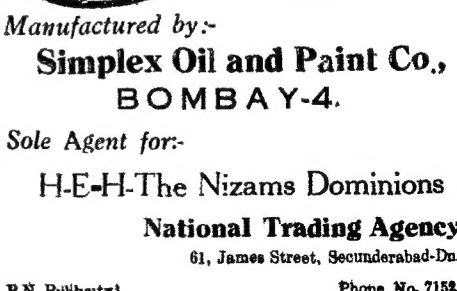 Manufactured by:-
Simplex Oil and Paint Co.,
BOMBAY-4.
Sole Agent for:-
H-E-H-The Nizams Dominions
National Trading Agency
61, James Street, Secunderabad-Dn.
Phone No. 7152